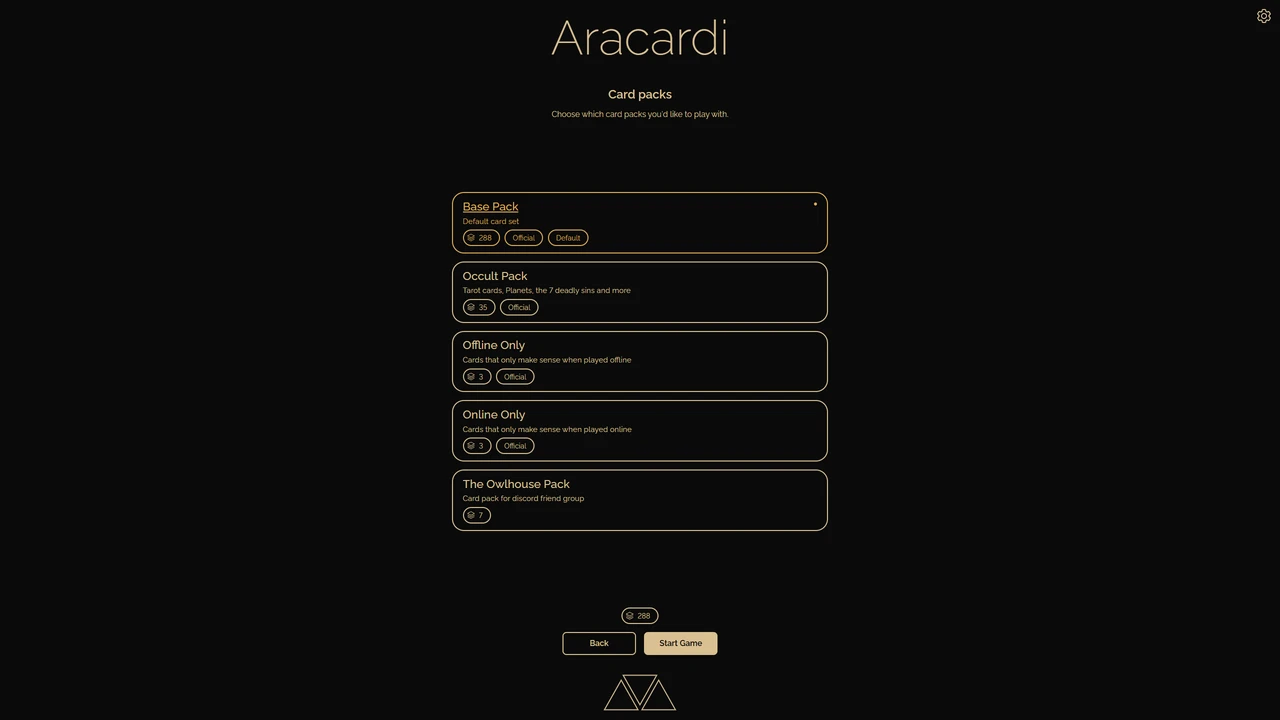 Aracardi
Card packs
Choose which card packs you'd like to play with.
Base Pack
Default card set
288 Official Default
Occult Pack
Tarot cards, Planets, the 7 deadly sins and more
35 Official
Offline Only
Cards that only make sense when played offline
3 Official
Online Only
Cards that only make sense when played online
3 Official
The Owlhouse Pack
Card pack for discord friend group
7
288
Back Start Game